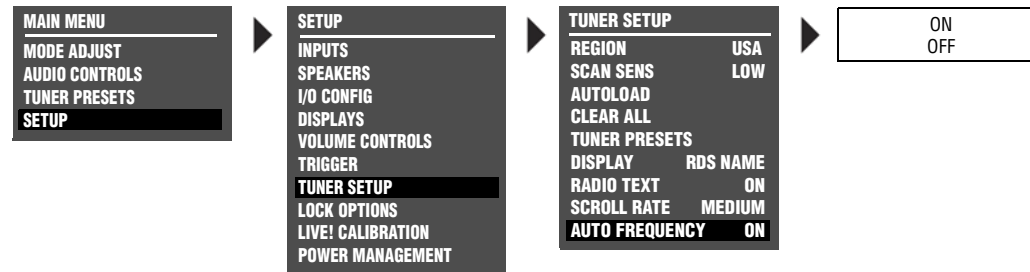 MAIN MENU
MODE ADJUST
AUDIO CONTROLS
TUNER PRESETS
SETUP
SETUP
INPUTS
SPEAKERS
I/O CONFIG
DISPLAYS
VOLUME CONTROLS
TRIGGER
TUNER SETUP
LOCK OPTIONS
LIVE! CALIBRATION
POWER MANAGEMENT
TUNER SETUP
REGION USA
SCAN SENS LOW
AUTOLOAD
CLEAR ALL
TUNER PRESETS
DISPLAY RDS NAME
RADIO TEXT ON
SCROLL RATE MEDIUM
AUTO FREQUENCY ON
ON
OFF